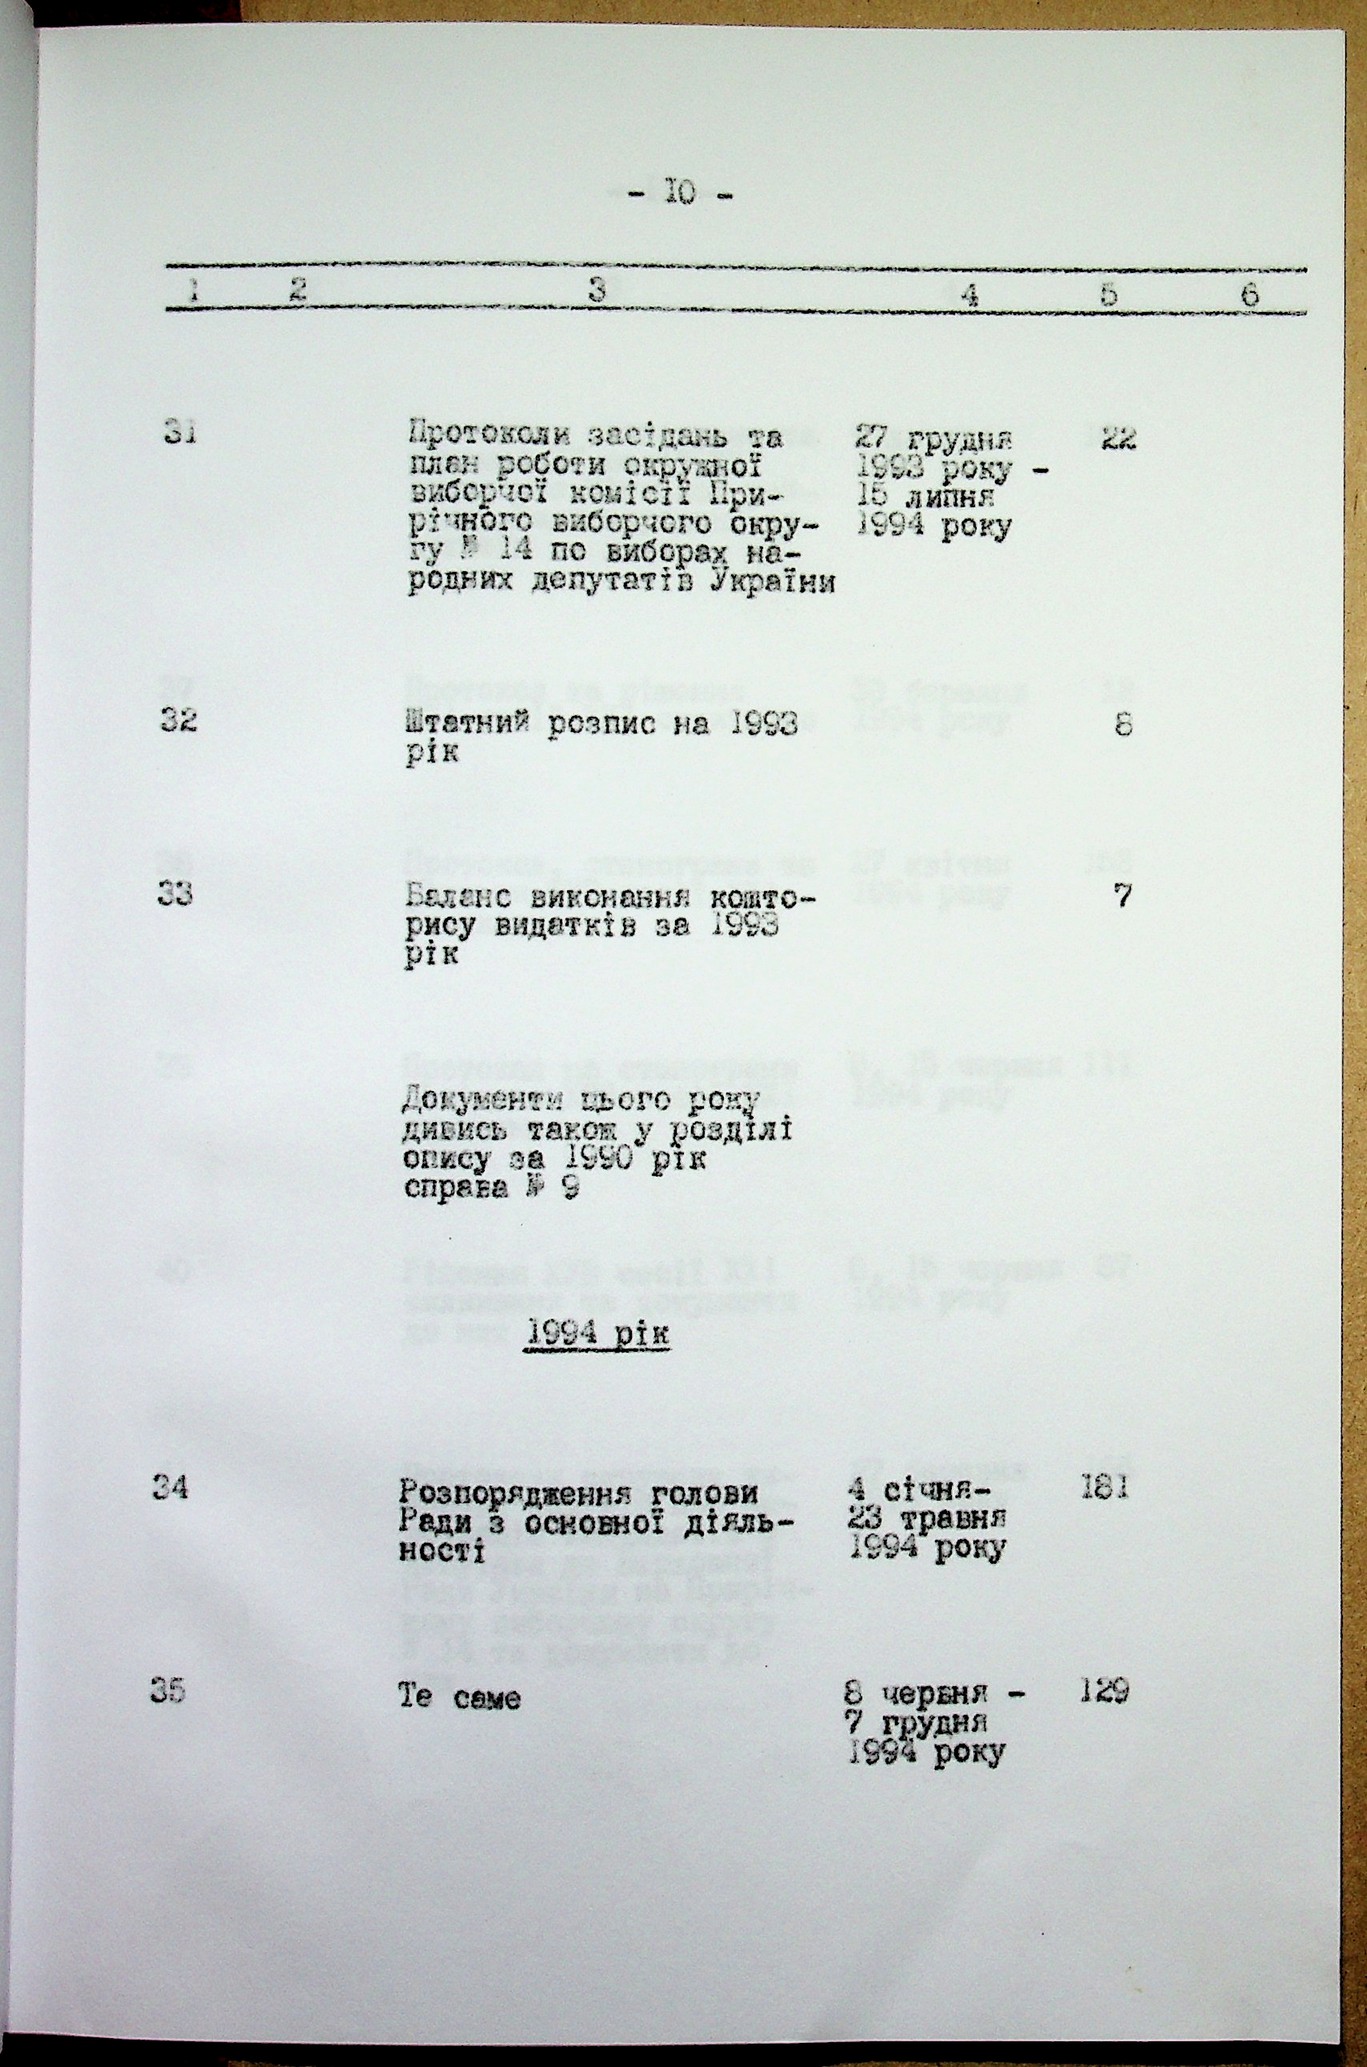 - 10 -
1 2 3 4 5 6
31 Протоколи засідань та 27 грудня 22
план роботи окружної 1993 року -
виборчої комісії При- 15 липня
річного виборчого окру- 1994 року
гу № 14 по виборах на-
родних депутатів України
32 Штатний розпис на 1993 8
рік
33 Баланс виконання кошто- 7
рису видатків за 1993
рік
Документи цього року
дивись також у розділі
опису за 1990 рік
справа № 9
1994 рік
34 Розпорядження голови 4 січня- 181
Ради з основної діяль- 23 травня
ності 1994 року
35 Те саме 8 червня - 129
7 грудня
1994 року